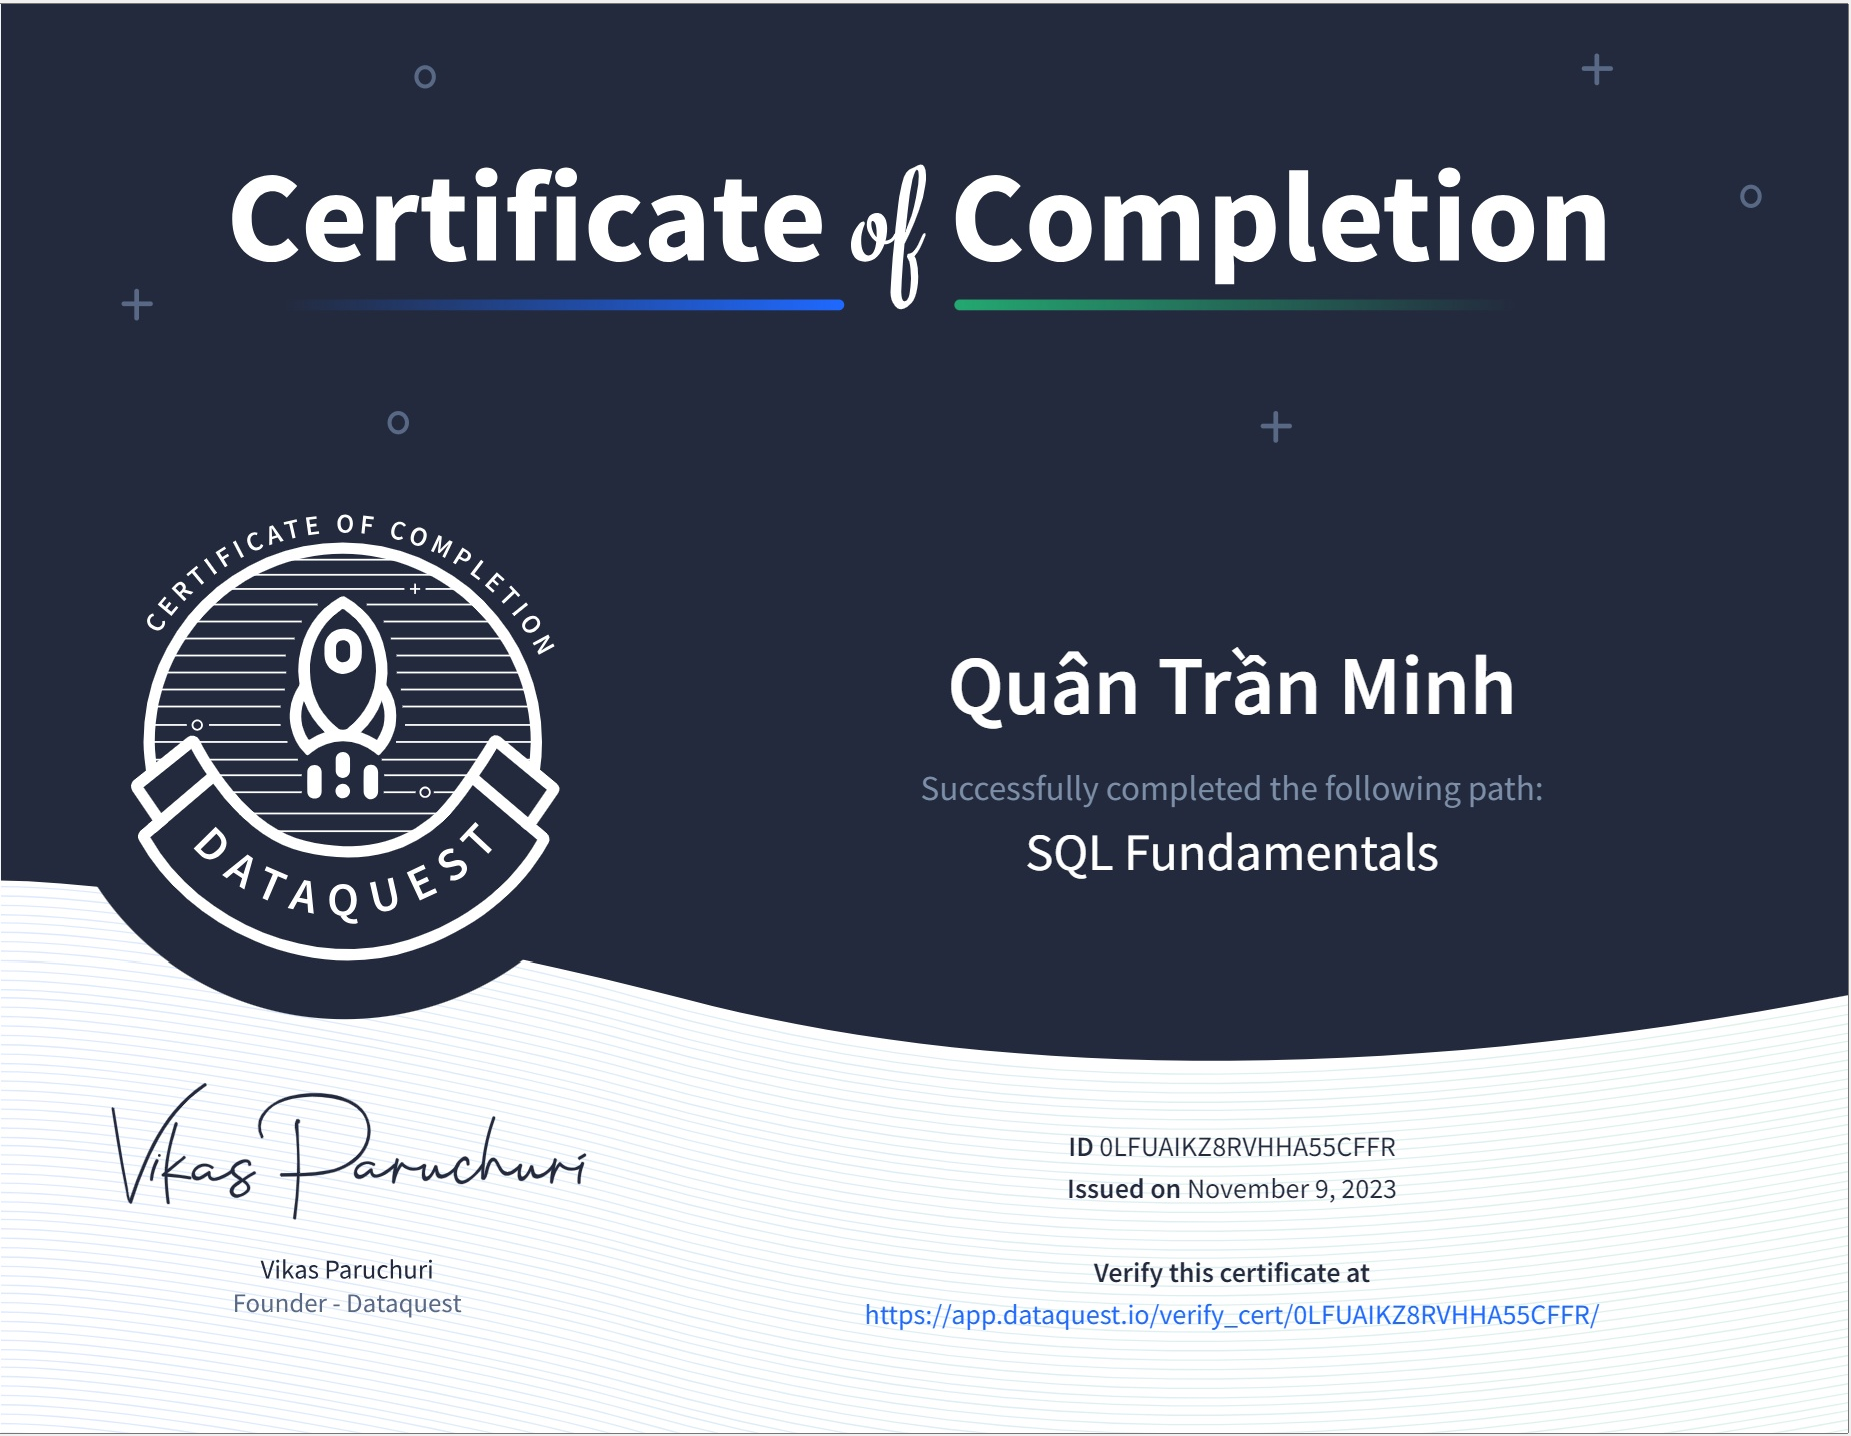 Certificate of Completion
CERTIFICATE OF COMPLETION
DATAQUEST
Quân Trần Minh
Successfully completed the following path:
SQL Fundamentals
Vikas Paruchuri
Vikas Paruchuri
Founder - Dataquest
ID 0LFUAIKZ8RVHHA55CFFR
Issued on November 9, 2023
Verify this certificate at
https://app.dataquest.io/verify_cert/0LFUAIKZ8RVHHA55CFFR/